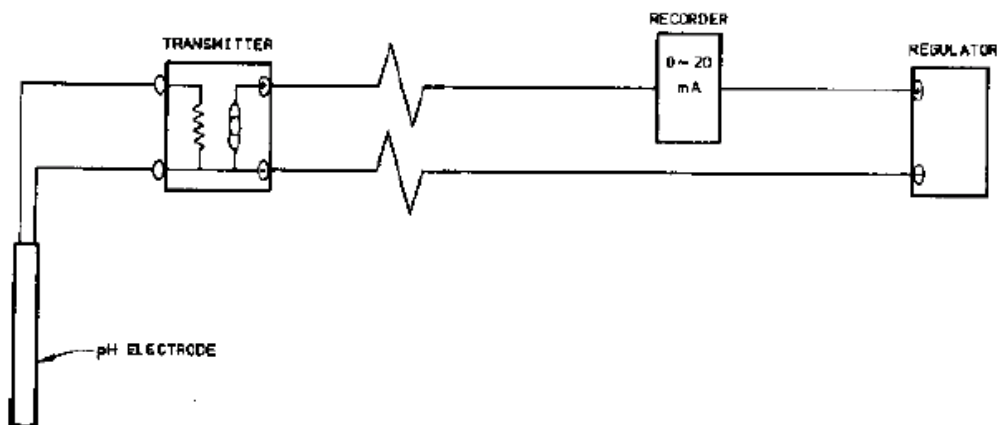 RECORDER
TRANSMITTER
REGULATOR
0 ~ 20
mA
pH ELECTRODE